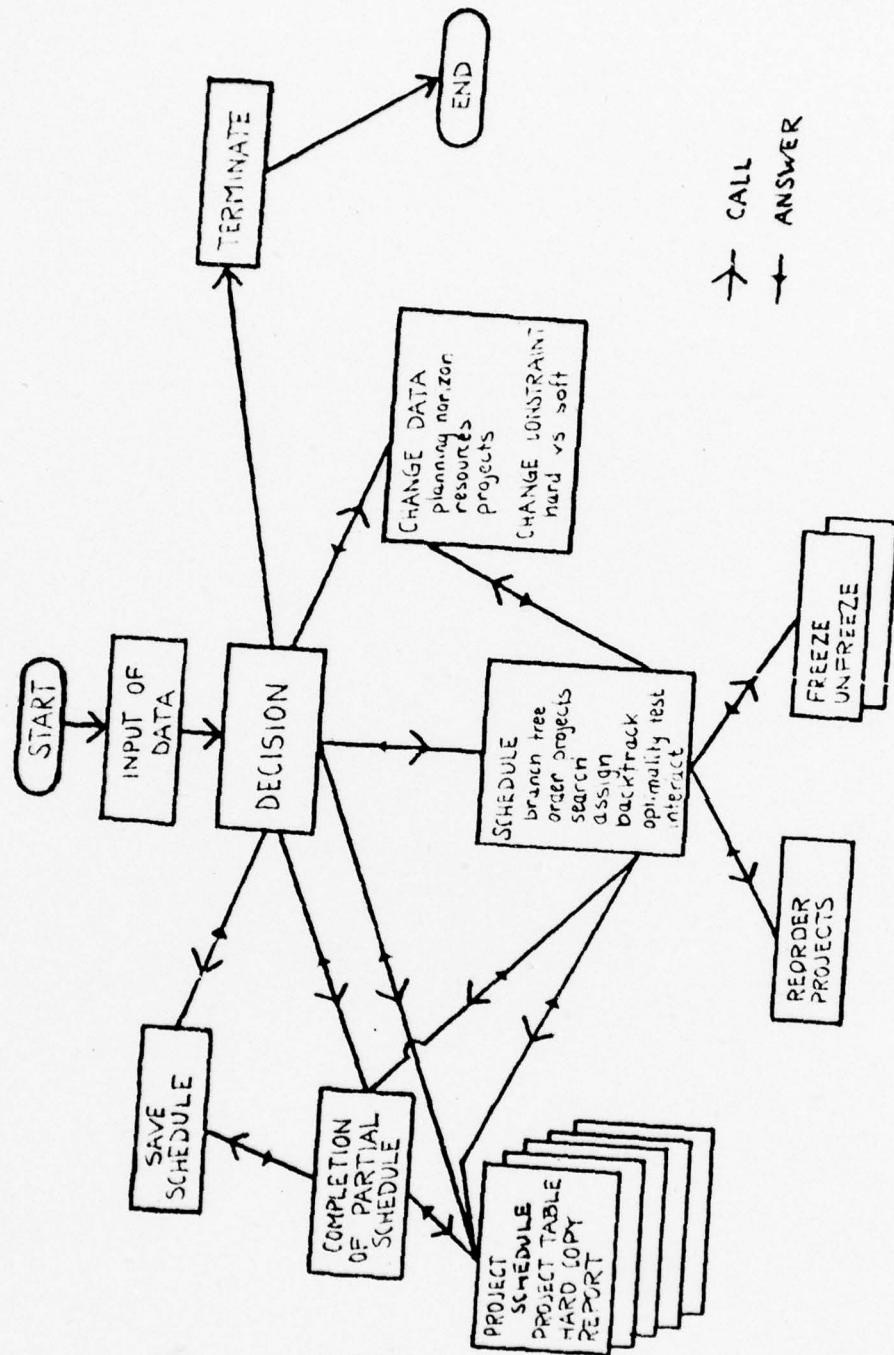 START
INPUT OF
DATA
DECISION
TERMINATE
END
SAVE
SCHEDULE
COMPLETION
OF PARTIAL
SCHEDULE
PROJECT
SCHEDULE
PROJECT TABLE
HARD COPY
REPORT
SCHEDULE
branch tree
order projects
search
assign
backtrack
optimality test
interact
CHANGE DATA
planning horizon
resources
projects
CHANGE CONSTRAINT
hard vs soft
REORDER
PROJECTS
FREEZE
UNFREEZE
CALL
ANSWER